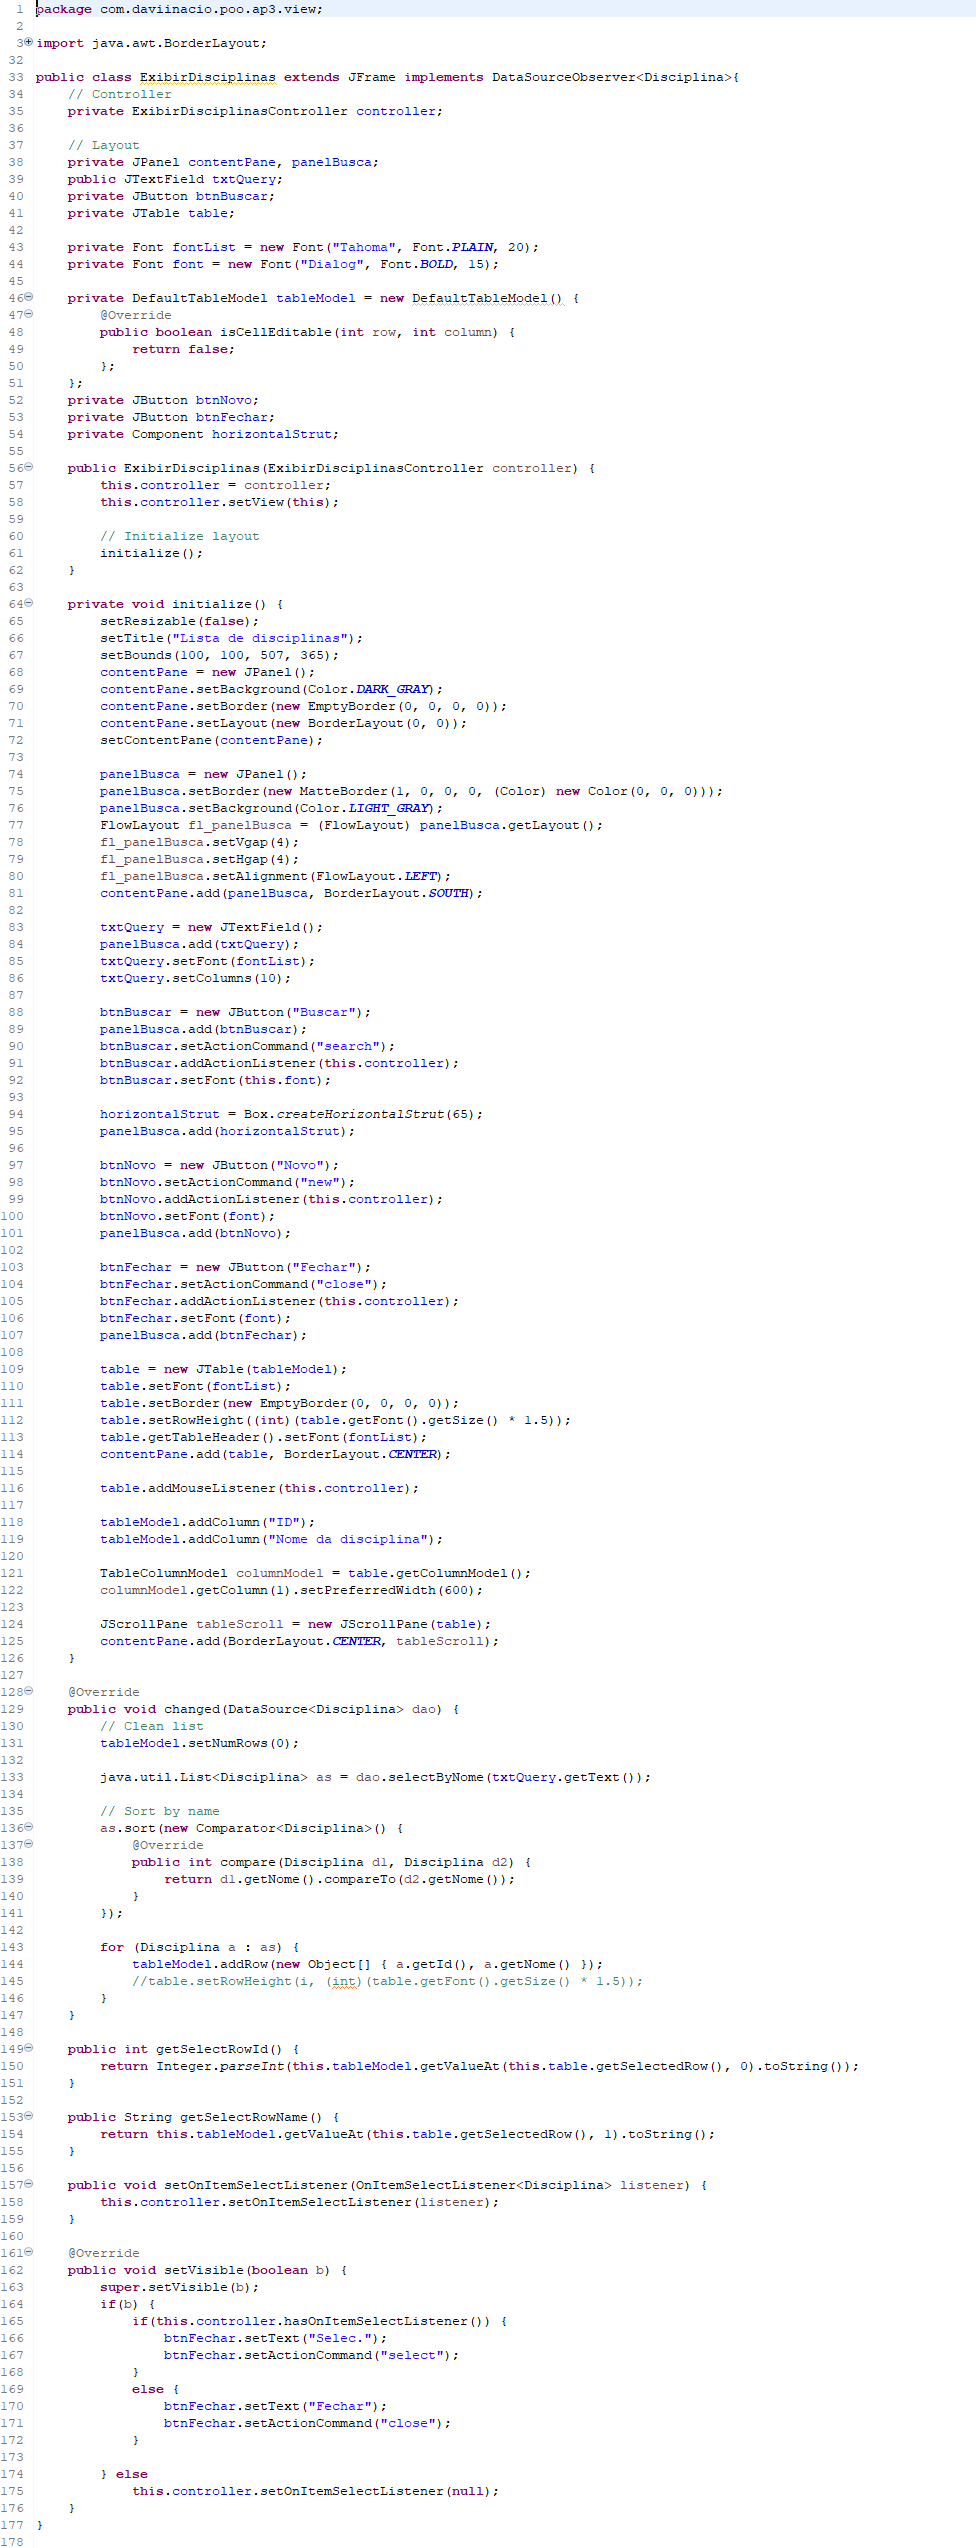 1 package com.daviinacio.poo.ap3.view;
2
3 import java.awt.BorderLayout;
32
33 public class ExibirDisciplinas extends JFrame implements DataSourceObserver<Disciplina>{
34 // Controller
35 private ExibirDisciplinasController controller;
36
37 // Layout
38 private JPanel contentPane, panelBusca;
39 public JTextField txtQuery;
40 private JButton btnBuscar;
41 private JTable table;
42
43 private Font fontList = new Font("Tahoma", Font.PLAIN, 20);
44 private Font font = new Font("Dialog", Font.BOLD, 15);
45
46 private DefaultTableModel tableModel = new DefaultTableModel() {
47 @Override
48 public boolean isCellEditable(int row, int column) {
49 return false;
50 };
51 };
52 private JButton btnNovo;
53 private JButton btnFechar;
54 private Component horizontalStrut;
55
56 public ExibirDisciplinas(ExibirDisciplinasController controller) {
57 this.controller = controller;
58 this.controller.setView(this);
59
60 // Initialize layout
61 initialize();
62 }
63
64 private void initialize() {
65 setResizable(false);
66 setTitle("Lista de disciplinas");
67 setBounds(100, 100, 507, 365);
68 contentPane = new JPanel();
69 contentPane.setBackground(Color.DARK_GRAY);
70 contentPane.setBorder(new EmptyBorder(0, 0, 0, 0));
71 contentPane.setLayout(new BorderLayout(0, 0));
72 setContentPane(contentPane);
73
74 panelBusca = new JPanel();
75 panelBusca.setBorder(new MatteBorder(1, 0, 0, 0, (Color) new Color(0, 0, 0)));
76 panelBusca.setBackground(Color.LIGHT_GRAY);
77 FlowLayout fl_panelBusca = (FlowLayout) panelBusca.getLayout();
78 fl_panelBusca.setVgap(4);
79 fl_panelBusca.setHgap(4);
80 fl_panelBusca.setAlignment(FlowLayout.LEFT);
81 contentPane.add(panelBusca, BorderLayout.SOUTH);
82
83 txtQuery = new JTextField();
84 panelBusca.add(txtQuery);
85 txtQuery.setFont(fontList);
86 txtQuery.setColumns(10);
87
88 btnBuscar = new JButton("Buscar");
89 panelBusca.add(btnBuscar);
90 btnBuscar.setActionCommand("search");
91 btnBuscar.addActionListener(this.controller);
92 btnBuscar.setFont(this.font);
93
94 horizontalStrut = Box.createHorizontalStrut(65);
95 panelBusca.add(horizontalStrut);
96
97 btnNovo = new JButton("Novo");
98 btnNovo.setActionCommand("new");
99 btnNovo.addActionListener(this.controller);
100 btnNovo.setFont(font);
101 panelBusca.add(btnNovo);
102
103 btnFechar = new JButton("Fechar");
104 btnFechar.setActionCommand("close");
105 btnFechar.addActionListener(this.controller);
106 btnFechar.setFont(font);
107 panelBusca.add(btnFechar);
108
109 table = new JTable(tableModel);
110 table.setFont(fontList);
111 table.setBorder(new EmptyBorder(0, 0, 0, 0));
112 table.setRowHeight((int)(table.getFont().getSize() * 1.5));
113 table.getTableHeader().setFont(fontList);
114 contentPane.add(table, BorderLayout.CENTER);
115
116 table.addMouseListener(this.controller);
117
118 tableModel.addColumn("ID");
119 tableModel.addColumn("Nome da disciplina");
120
121 TableColumnModel columnModel = table.getColumnModel();
122 columnModel.getColumn(1).setPreferredWidth(600);
123
124 JScrollPane tableScroll = new JScrollPane(table);
125 contentPane.add(BorderLayout.CENTER, tableScroll);
126 }
127
128 @Override
129 public void changed(DataSource<Disciplina> dao) {
130 // Clean list
131 tableModel.setNumRows(0);
132
133 java.util.List<Disciplina> as = dao.selectByNome(txtQuery.getText());
134
135 // Sort by name
136 as.sort(new Comparator<Disciplina>() {
137 @Override
138 public int compare(Disciplina d1, Disciplina d2) {
139 return d1.getNome().compareTo(d2.getNome());
140 }
141 });
142
143 for (Disciplina a : as) {
144 tableModel.addRow(new Object[] { a.getId(), a.getNome() });
145 //table.setRowHeight(i, (int)(table.getFont().getSize() * 1.5));
146 }
147 }
148
149 public int getSelectRowId() {
150 return Integer.parseInt(this.tableModel.getValueAt(this.table.getSelectedRow(), 0).toString());
151 }
152
153 public String getSelectRowName() {
154 return this.tableModel.getValueAt(this.table.getSelectedRow(), 1).toString();
155 }
156
157 public void setOnItemSelectListener(OnItemSelectListener<Disciplina> listener) {
158 this.controller.setOnItemSelectListener(listener);
159 }
160
161 @Override
162 public void setVisible(boolean b) {
163 super.setVisible(b);
164 if(b) {
165 if(this.controller.hasOnItemSelectListener()) {
166 btnFechar.setText("Selec.");
167 btnFechar.setActionCommand("select");
168 }
169 else {
170 btnFechar.setText("Fechar");
171 btnFechar.setActionCommand("close");
172 }
173
174 } else
175 this.controller.setOnItemSelectListener(null);
176 }
177 }
178